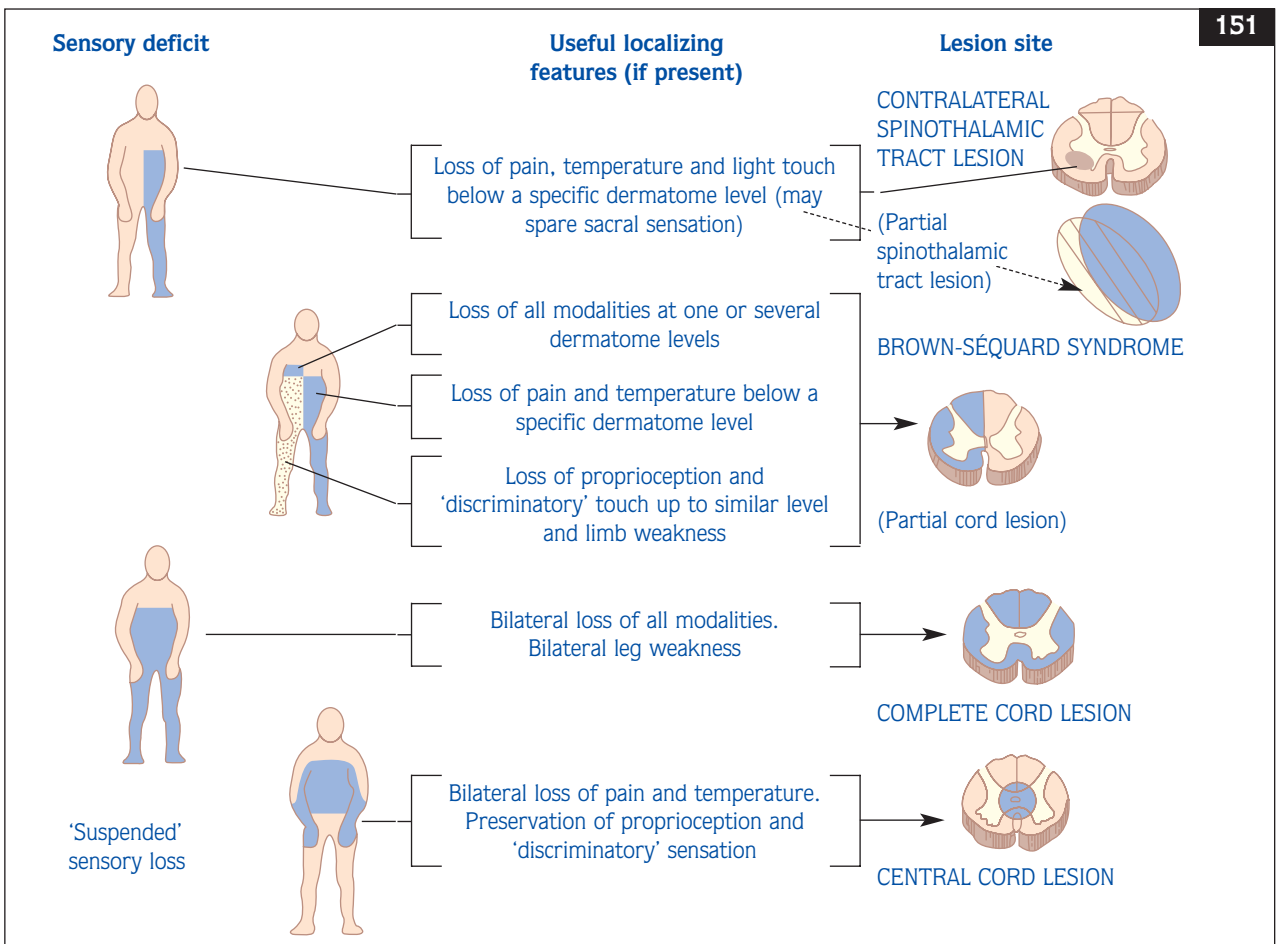 151
Sensory deficit
Useful localizing
features (if present)
Lesion site
Loss of pain, temperature and light touch
below a specific dermatome level (may
spare sacral sensation)
CONTRALATERAL
SPINOTHALAMIC
TRACT LESION
(Partial
spinothalamic
tract lesion)
Loss of all modalities at one or several
dermatome levels
Loss of pain and temperature below a
specific dermatome level
Loss of proprioception and
‘discriminatory’ touch up to similar level
and limb weakness
BROWN-SÉQUARD SYNDROME
(Partial cord lesion)
Bilateral loss of all modalities.
Bilateral leg weakness
COMPLETE CORD LESION
‘Suspended’
sensory loss
Bilateral loss of pain and temperature.
Preservation of proprioception and
‘discriminatory’ sensation
CENTRAL CORD LESION